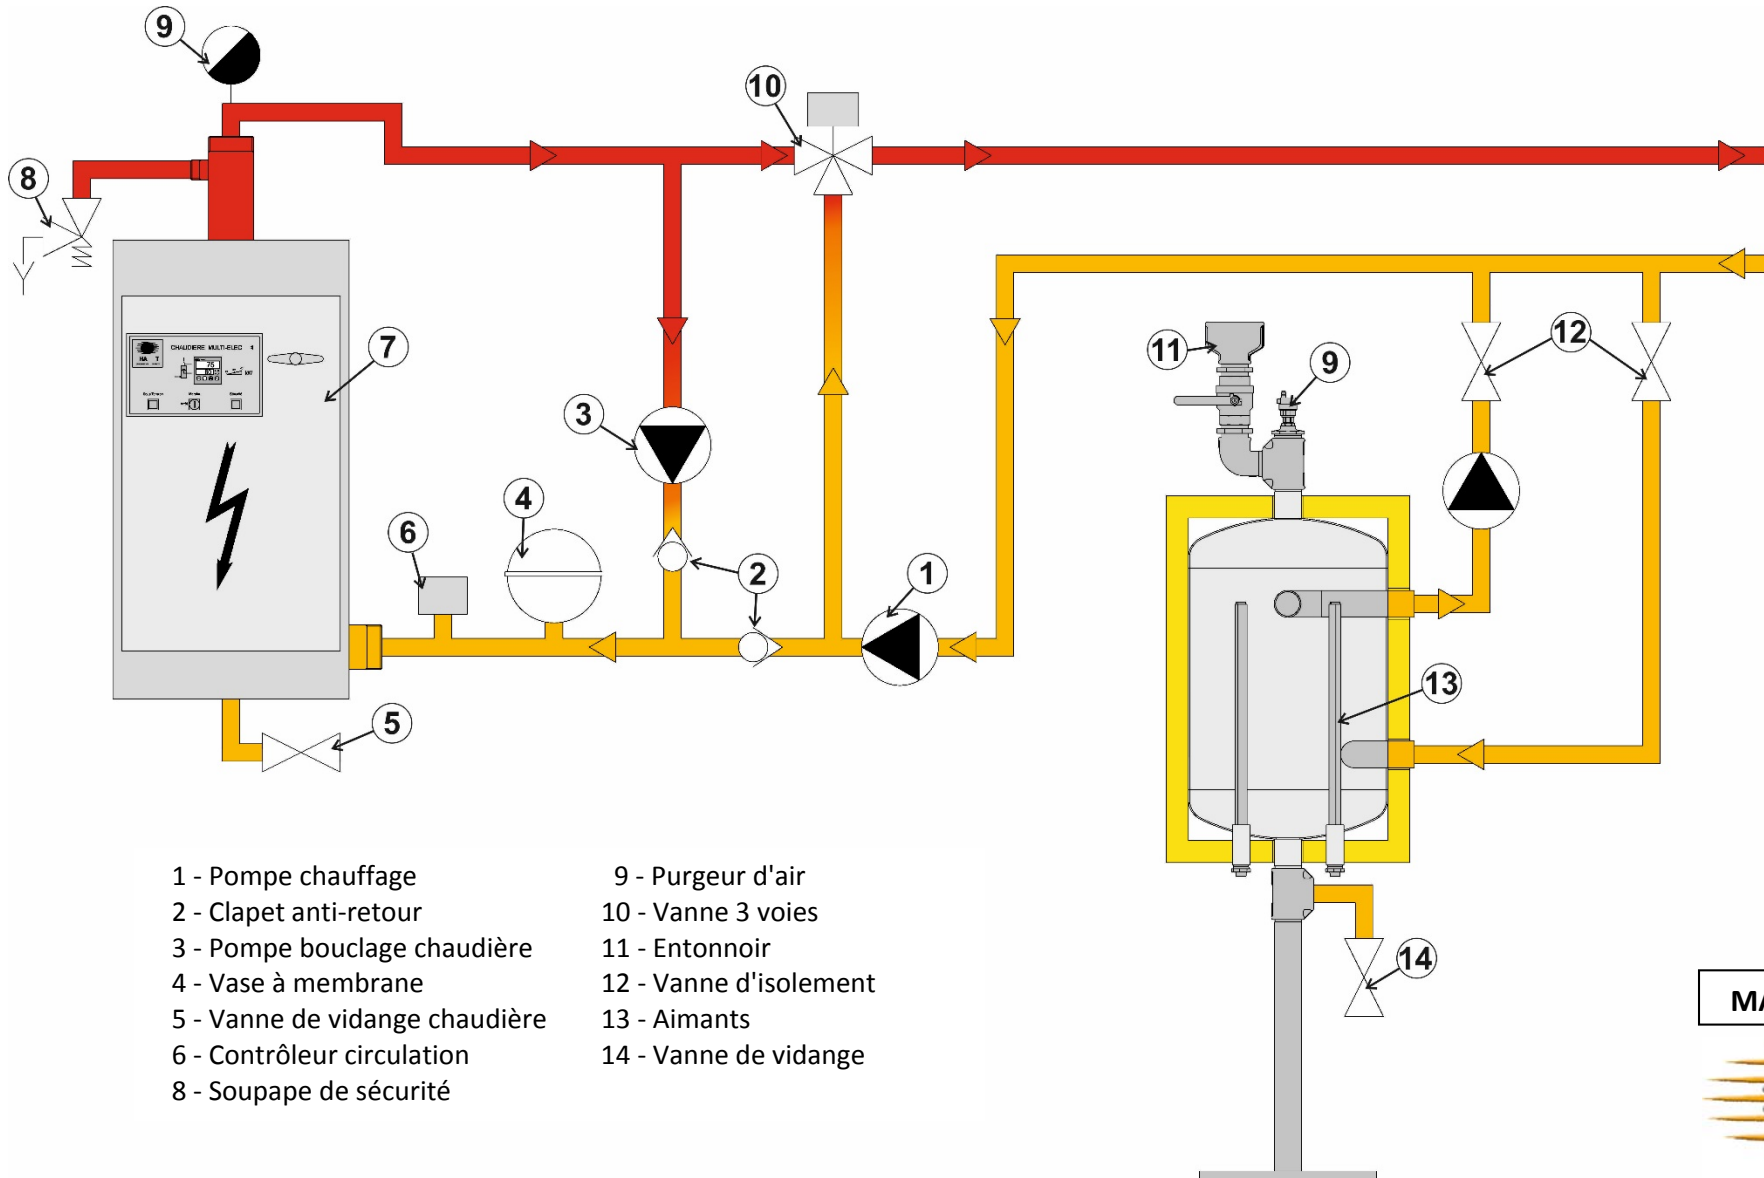 9
10
8
CHAUDIERE MULTI-ELEC
7
11
9
12
3
4
6
2
1
13
5
14
1 - Pompe chauffage
2 - Clapet anti-retour
3 - Pompe bouclage chaudière
4 - Vase à membrane
5 - Vanne de vidange chaudière
6 - Contrôleur circulation
8 - Soupape de sécurité
9 - Purgeur d'air
10 - Vanne 3 voies
11 - Entonnoir
12 - Vanne d'isolement
13 - Aimants
14 - Vanne de vidange
MA